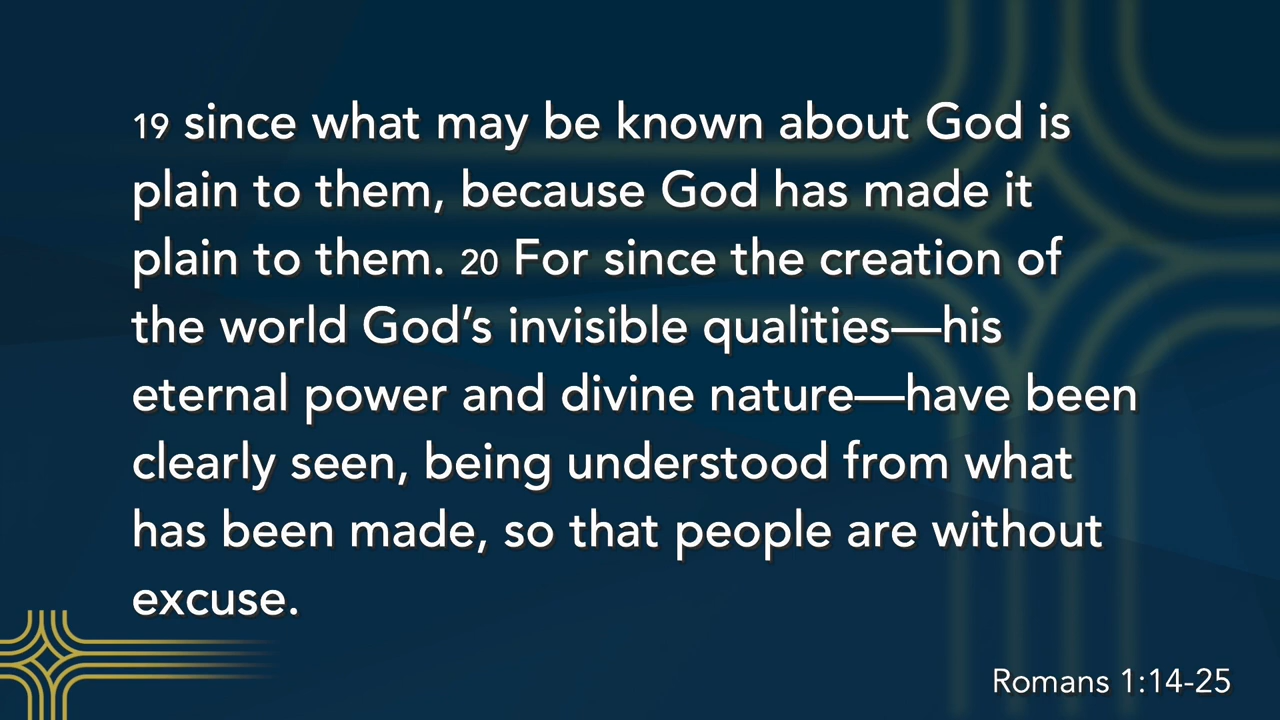 19 since what may be known about God is
plain to them, because God has made it
plain to them. 20 For since the creation of
the world God’s invisible qualities—his
eternal power and divine nature—have been
clearly seen, being understood from what
has been made, so that people are without
excuse.
Romans 1:14-25